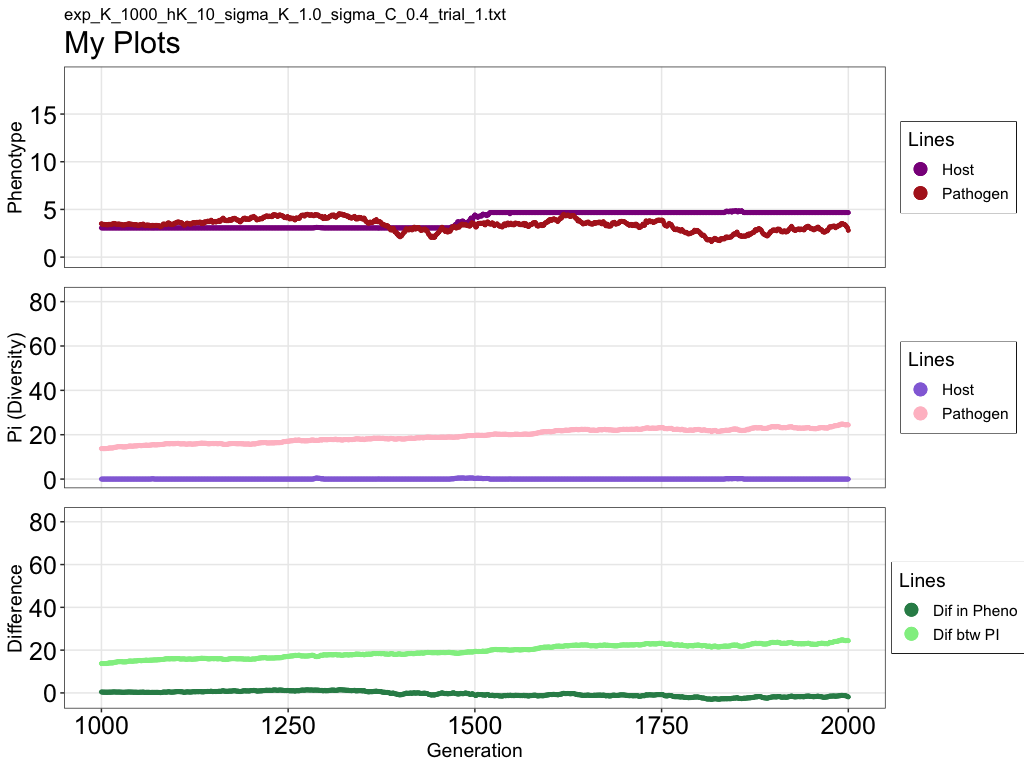 exp_K_1000_hK_10_sigma_K_1.0_sigma_C_0.4_trial_1.txt
My Plots
Phenotype
15
10
5
0
Lines
Host
Pathogen
Pi (Diversity)
80
60
40
20
0
Lines
Host
Pathogen
Difference
80
60
40
20
0
Lines
Dif in Pheno
Dif btw PI
1000 1250 1500 1750 2000
Generation